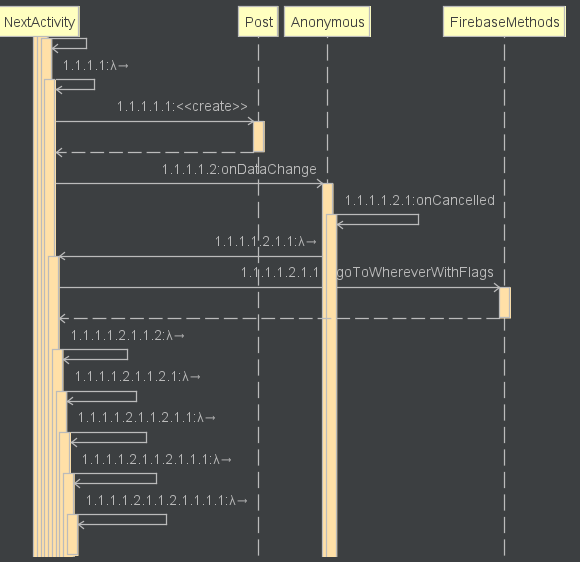 NextActivity
Post
Anonymous
FirebaseMethods
1.1.1.1:λ→
1.1.1.1.1:<<create>>
1.1.1.1.2:onDataChange
1.1.1.1.2.1:onCancelled
1.1.1.1.2.1.1:λ→
1.1.1.1.2.1.1 goToWhereverWithFlags
1.1.1.1.2.1.1.2:λ→
1.1.1.1.2.1.1.2.1:λ→
1.1.1.1.2.1.1.2.1.1:λ→
1.1.1.1.2.1.1.2.1.1.1:λ→
1.1.1.1.2.1.1.2.1.1.1.1:λ→